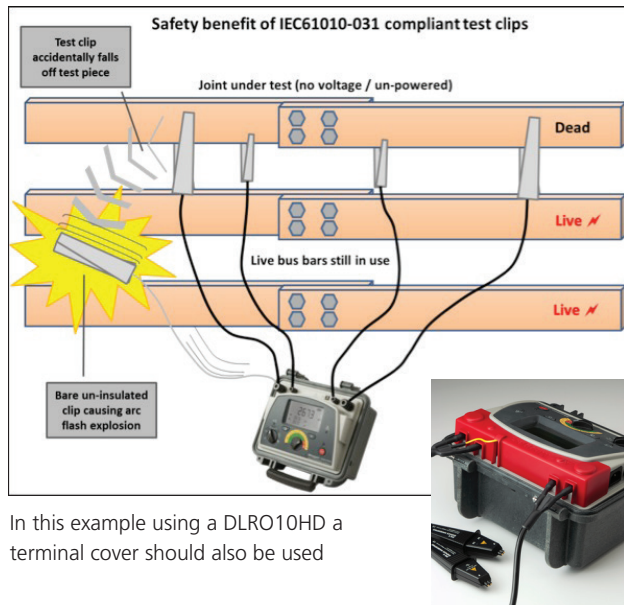 Safety benefit of IEC61010-031 compliant test clips
Test clip
accidentally falls
off test piece
Joint under test (no voltage / un-powered)
Dead
Live
Live bus bars still in use
Live
Bare un-insulated
clip causing arc
flash explosion
In this example using a DLRO10HD a
terminal cover should also be used